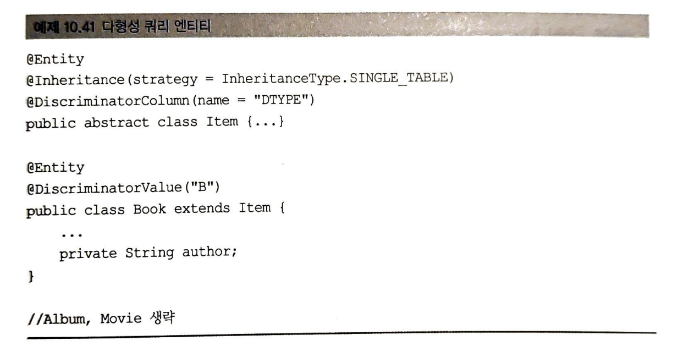 예제 10.41 다형성 쿼리 엔티티
@Entity
@Inheritance(strategy = InheritanceType.SINGLE_TABLE)
@DiscriminatorColumn(name = "DTYPE")
public abstract class Item {...}
@Entity
@DiscriminatorValue("B")
public class Book extends Item {
...
private String author;
}
//Album, Movie 생략